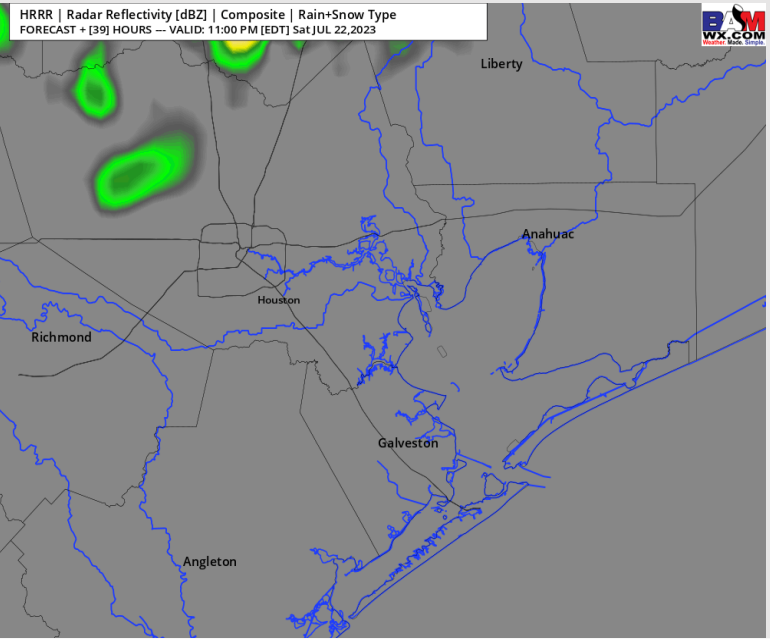 HRRR | Radar Reflectivity [dBZ] | Composite | Rain+Snow Type
FORECAST + [39] HOURS --- VALID: 11:00 PM [EDT] Sat JUL 22,2023
BAM
WX.COM
Weather. Made. Simple.
Liberty
Anahuac
Houston
Richmond
Galveston
Angleton